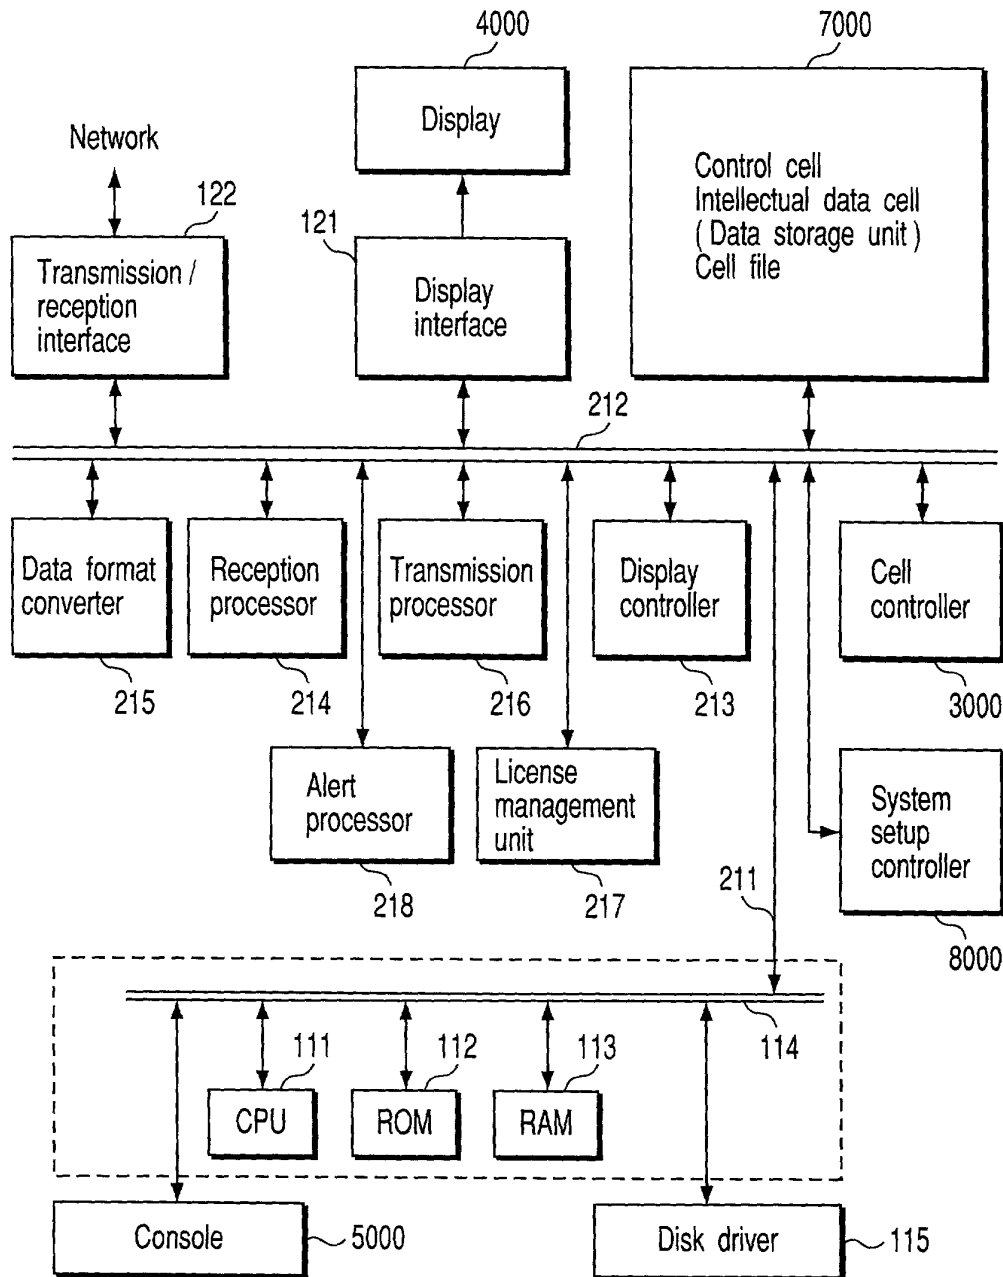 4000
7000
Network
Display
122
121
Control cell
Intellectual data cell
(Data storage unit)
Cell file
Transmission/
reception
interface
Display
interface
212
Data format
converter
Reception
processor
Transmission
processor
Display
controller
Cell
controller
215
214
216
213
3000
Alert
processor
License
management
unit
System
setup
controller
218
217
211
8000
114
111
112
113
CPU
ROM
RAM
Console
5000
Disk driver
115